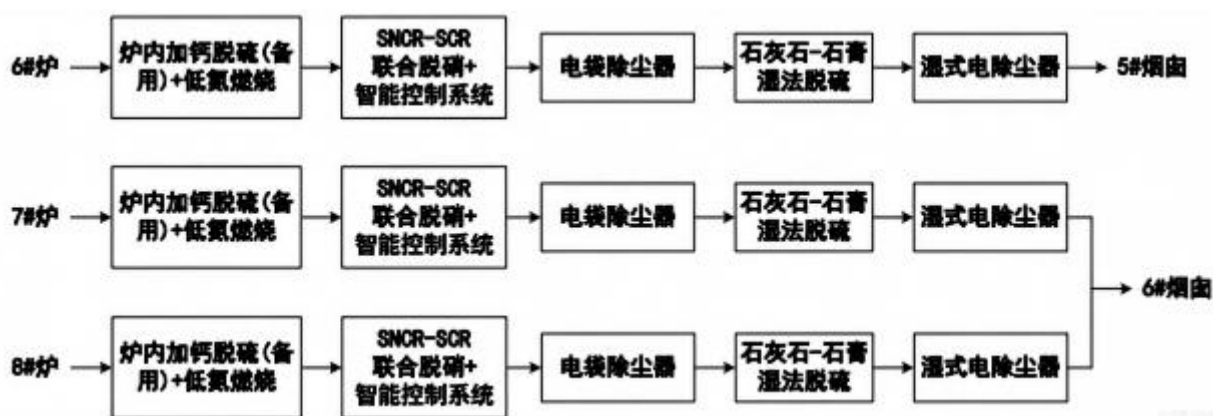 6#炉
炉内加钙脱硫(备
用)+低氮燃烧
SNCR-SCR
联合脱硝+
智能控制系统
电袋除尘器
石灰石-石膏
湿法脱硫
湿式电除尘器
5#烟囱
7#炉
炉内加钙脱硫(备
用)+低氮燃烧
SNCR-SCR
联合脱硝+
智能控制系统
电袋除尘器
石灰石-石膏
湿法脱硫
湿式电除尘器
6#烟囱
8#炉
炉内加钙脱硫(备
用)+低氮燃烧
SNCR-SCR
联合脱硝+
智能控制系统
电袋除尘器
石灰石-石膏
湿法脱硫
湿式电除尘器